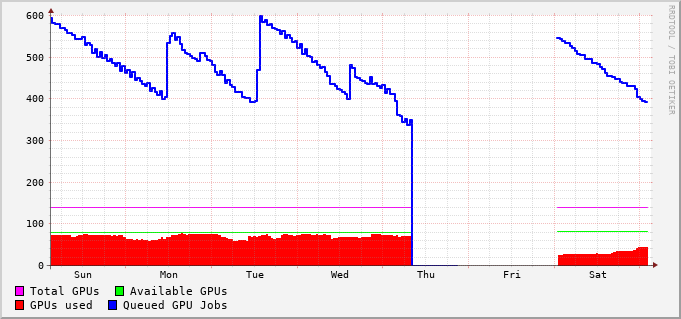 600
500
400
300
200
100
0
Sun Mon Tue Wed Thu Fri Sat
Total GPUs Available GPUs
GPUs used Queued GPU Jobs
RRDTOOL / TOBI OETIKER